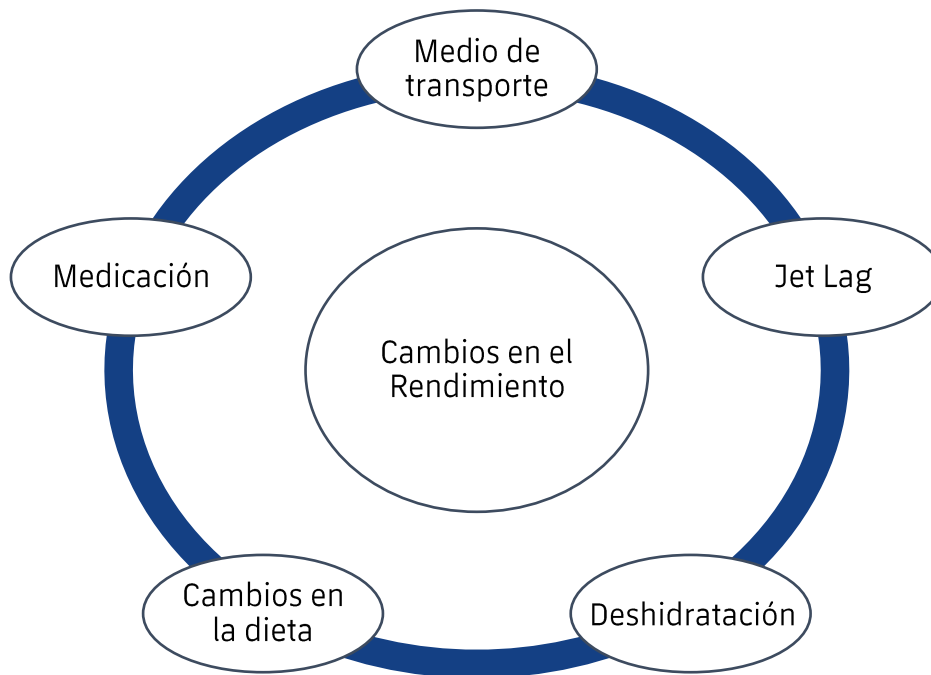 Medio de
transporte
Medicación
Jet Lag
Cambios en el
Rendimiento
Cambios en
la dieta
Deshidratación